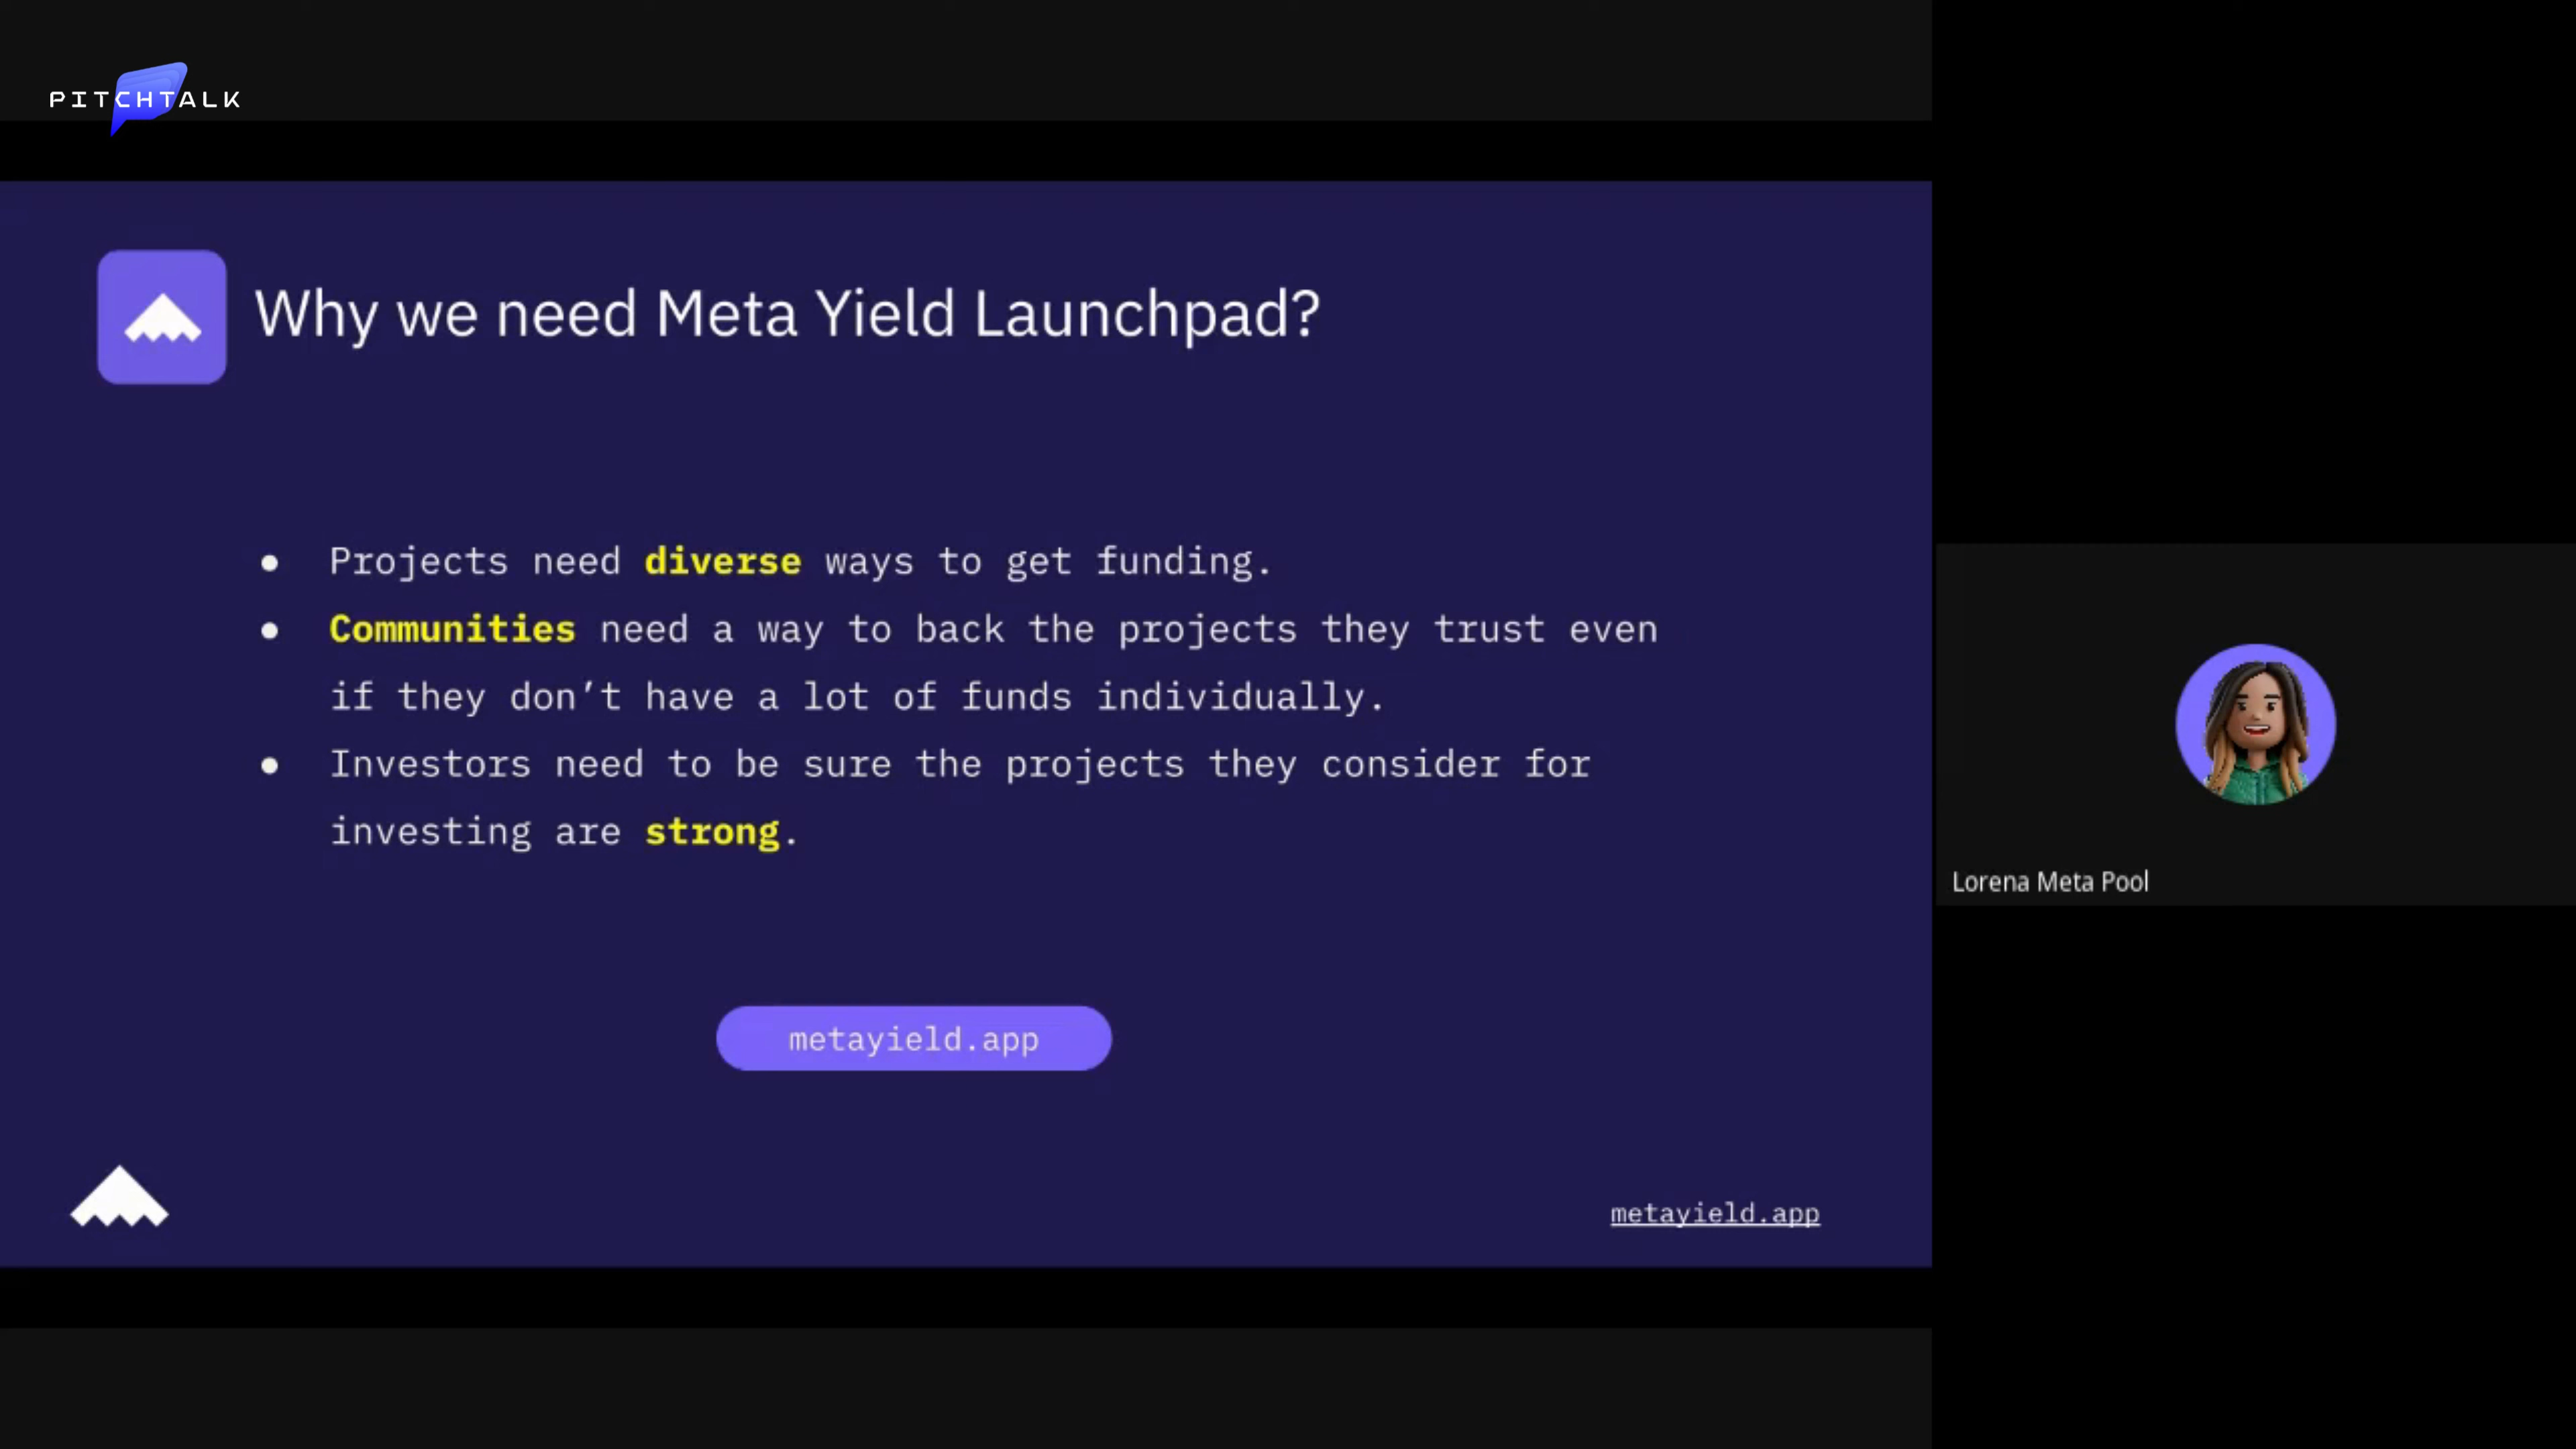 PITCHTALK
Why we need Meta Yield Launchpad?
● Projects need diverse ways to get funding.
● Communities need a way to back the projects they trust even
if they don’t have a lot of funds individually.
● Investors need to be sure the projects they consider for
investing are strong.
metayield.app
metayield.app
Lorena Meta Pool